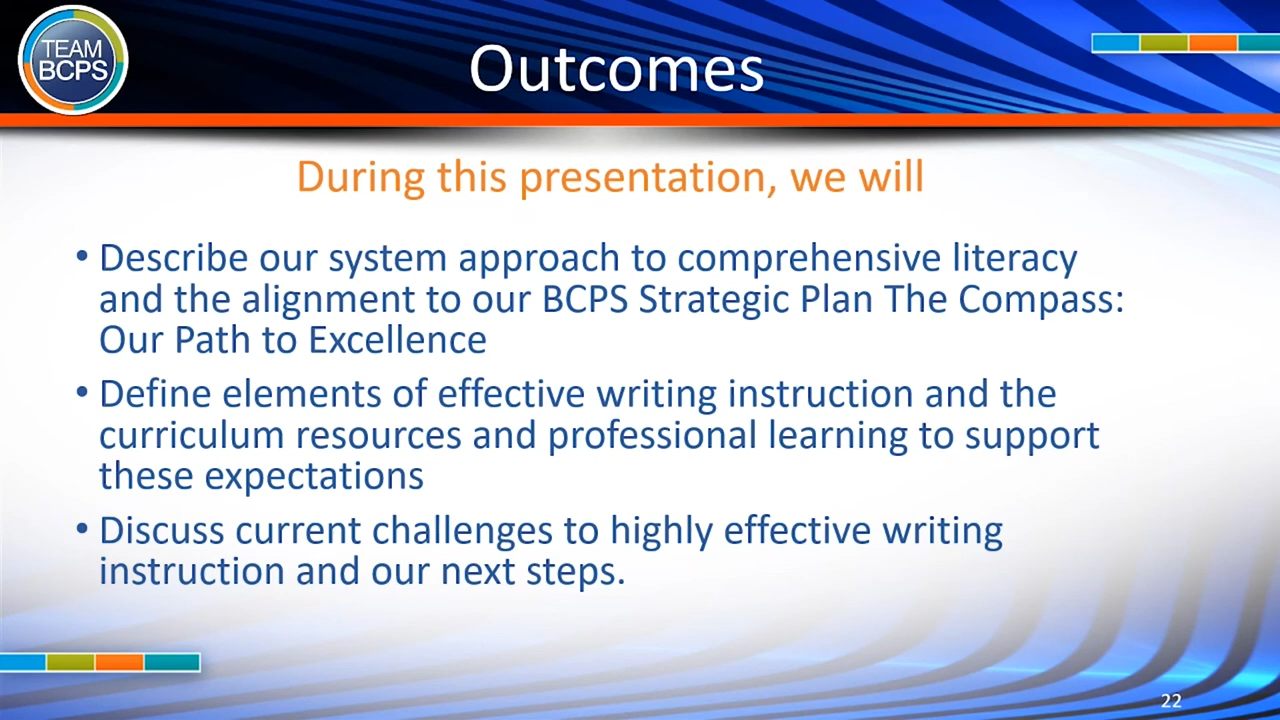 TEAM
BCPS
Outcomes
During this presentation, we will
• Describe our system approach to comprehensive literacy
and the alignment to our BCPS Strategic Plan The Compass:
Our Path to Excellence
• Define elements of effective writing instruction and the
curriculum resources and professional learning to support
these expectations
• Discuss current challenges to highly effective writing
instruction and our next steps.
22